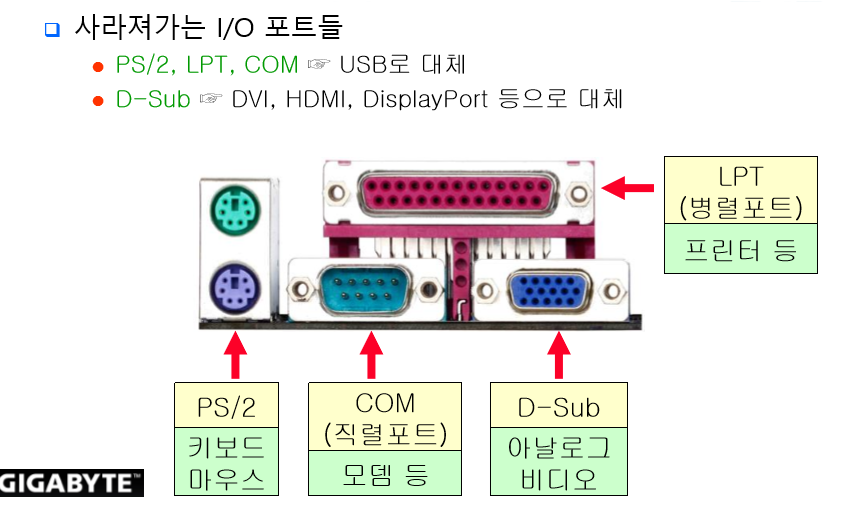 사라져가는 I/O 포트들
PS/2, LPT, COM ☞ USB로 대체
D-Sub ☞ DVI, HDMI, DisplayPort 등으로 대체
LPT
(병렬포트)
프린터 등
PS/2
키보드
마우스
COM
(직렬포트)
모뎀 등
D-Sub
아날로그
비디오
GIGABYTE™